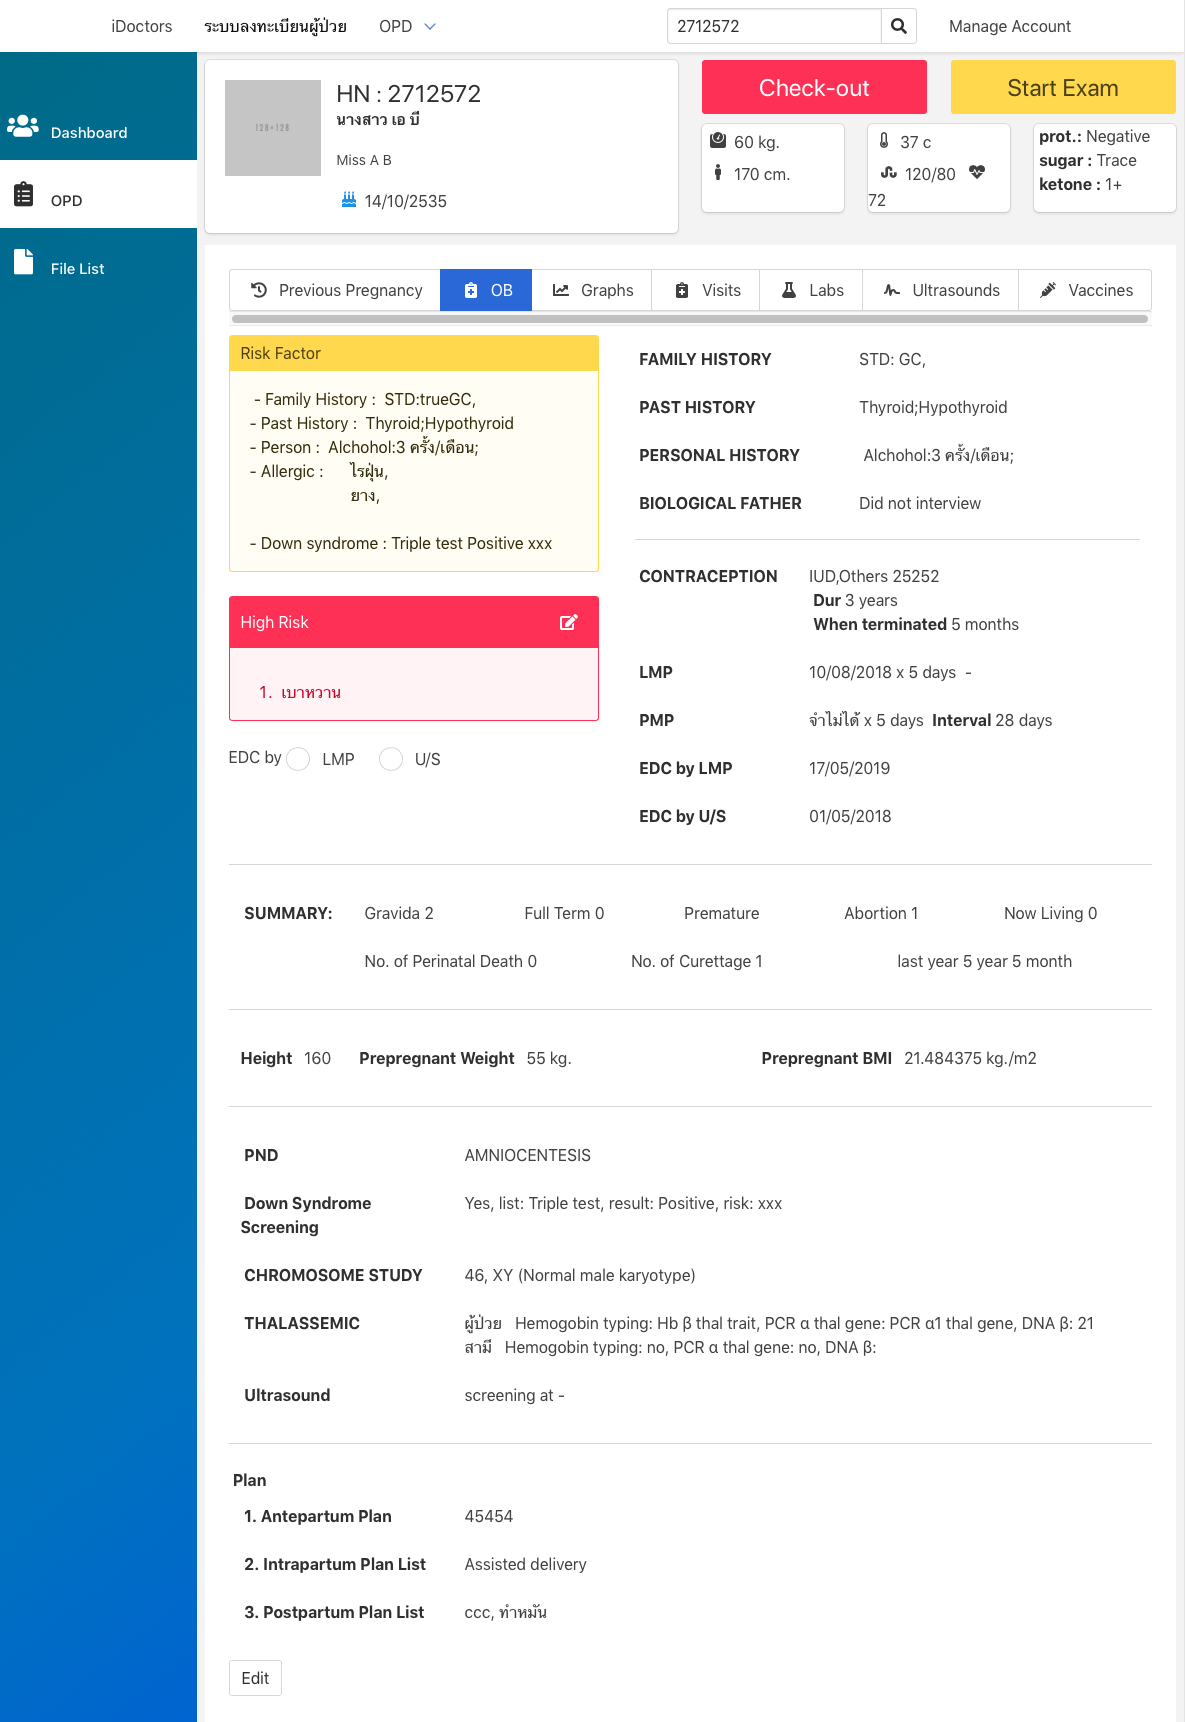 iDoctors ระบบลงทะเบียนผู้ป่วย OPD 2712572 Manage Account
Dashboard
OPD
File List
128×128
HN : 2712572
นางสาว เอ บี
Miss A B
14/10/2535
Check-out
Start Exam
60 kg.
170 cm.
37 c
120/80
72
prot.: Negative
sugar : Trace
ketone : 1+
Previous Pregnancy OB Graphs Visits Labs Ultrasounds Vaccines
Risk Factor
- Family History : STD:trueGC,
- Past History : Thyroid;Hypothyroid
- Person : Alchohol:3 ครั้ง/เดือน;
- Allergic : ไรฝุ่น,
ยาง,
- Down syndrome : Triple test Positive xxx
High Risk
1. เบาหวาน
EDC by LMP U/S
FAMILY HISTORY STD: GC,
PAST HISTORY Thyroid;Hypothyroid
PERSONAL HISTORY Alchohol:3 ครั้ง/เดือน;
BIOLOGICAL FATHER Did not interview
CONTRACEPTION IUD,Others 25252
Dur 3 years
When terminated 5 months
LMP 10/08/2018 x 5 days -
PMP จำไม่ได้ x 5 days Interval 28 days
EDC by LMP 17/05/2019
EDC by U/S 01/05/2018
SUMMARY: Gravida 2 Full Term 0 Premature Abortion 1 Now Living 0
No. of Perinatal Death 0 No. of Curettage 1 last year 5 year 5 month
Height 160 Prepregnant Weight 55 kg. Prepregnant BMI 21.484375 kg./m2
PND AMNIOCENTESIS
Down Syndrome Yes, list: Triple test, result: Positive, risk: xxx
Screening
CHROMOSOME STUDY 46, XY (Normal male karyotype)
THALASSEMIC ผู้ป่วย Hemogobin typing: Hb β thal trait, PCR α thal gene: PCR α1 thal gene, DNA β: 21
สามี Hemogobin typing: no, PCR α thal gene: no, DNA β:
Ultrasound screening at -
Plan
1. Antepartum Plan 45454
2. Intrapartum Plan List Assisted delivery
3. Postpartum Plan List ccc, ทำหมัน
Edit